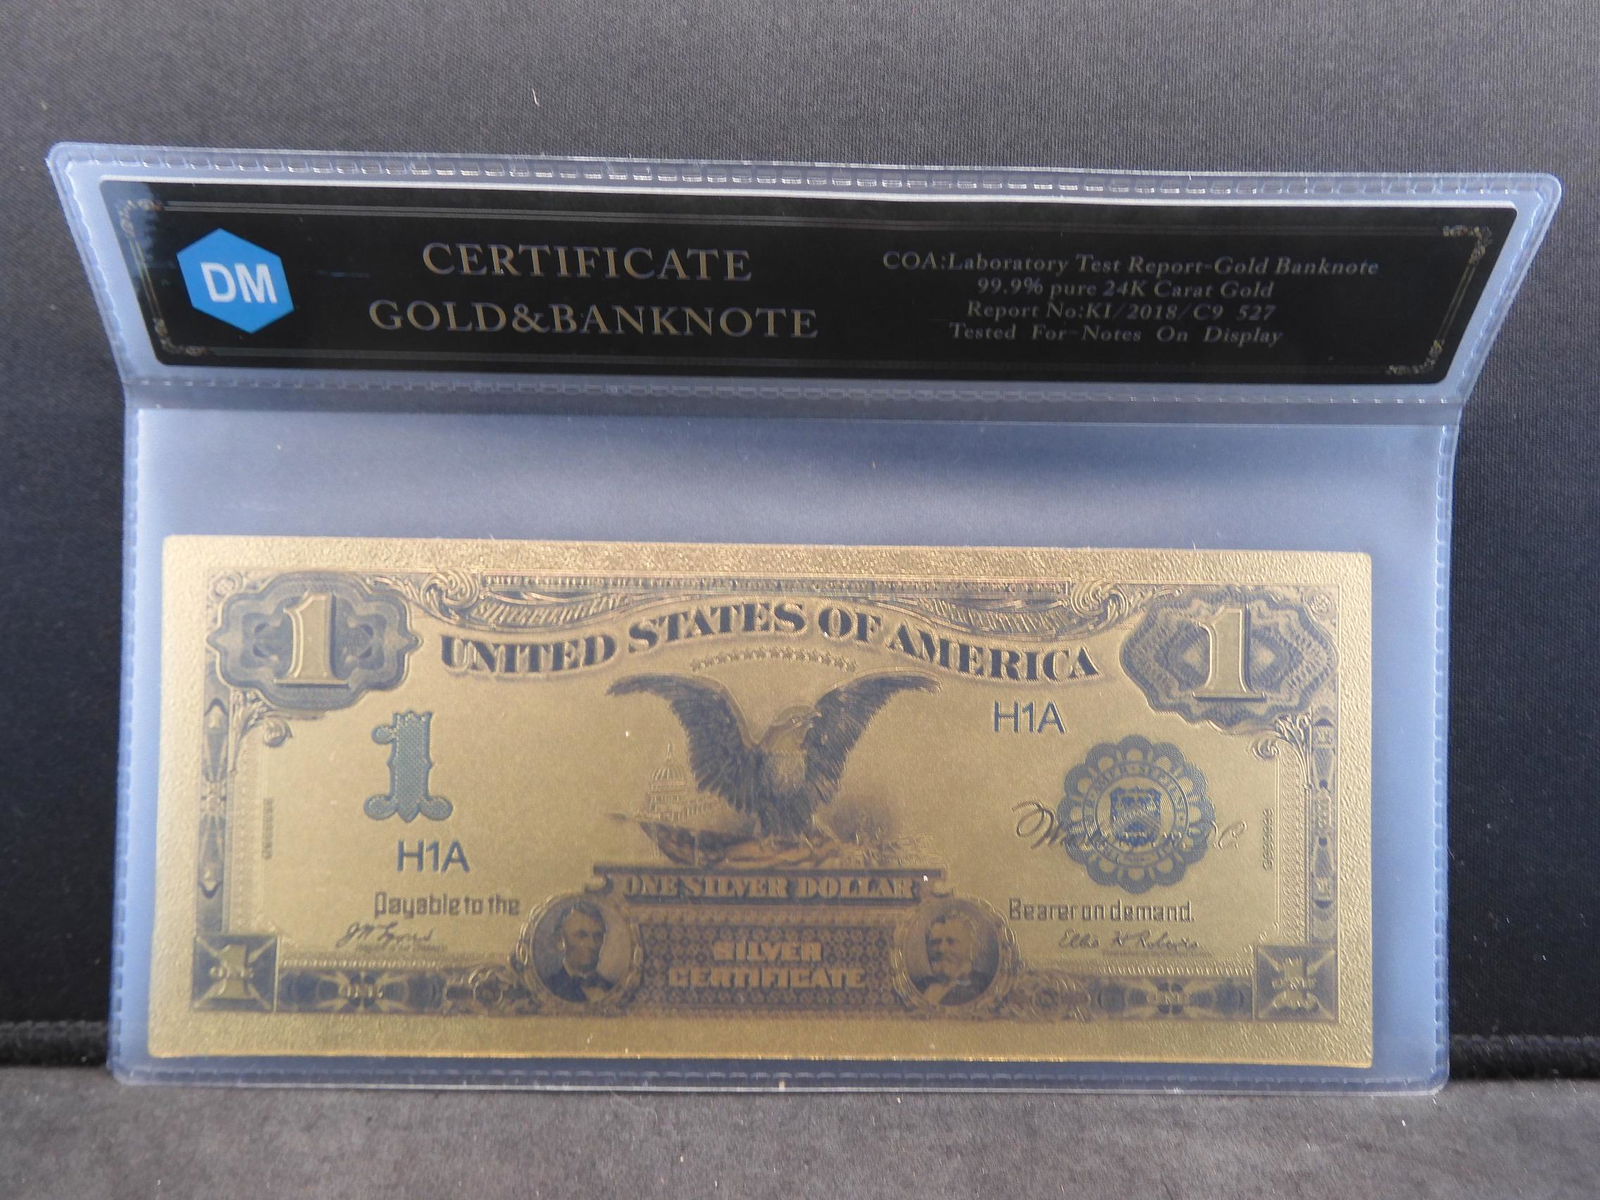 DM
CERTIFICATE
GOLD&BANKNOTE
COA:Laboratory Test Report-Gold Banknote
99.9% pure 24K Carat Gold
Report No:KI/2018/C9 527
Tested For Notes On Display
1
1
UNITED STATES OF AMERICA
H1A
1
H1A
ONE SILVER DOLLAR
Payable to the
Bearer on demand.
SILVER
CERTIFICATE
1
1